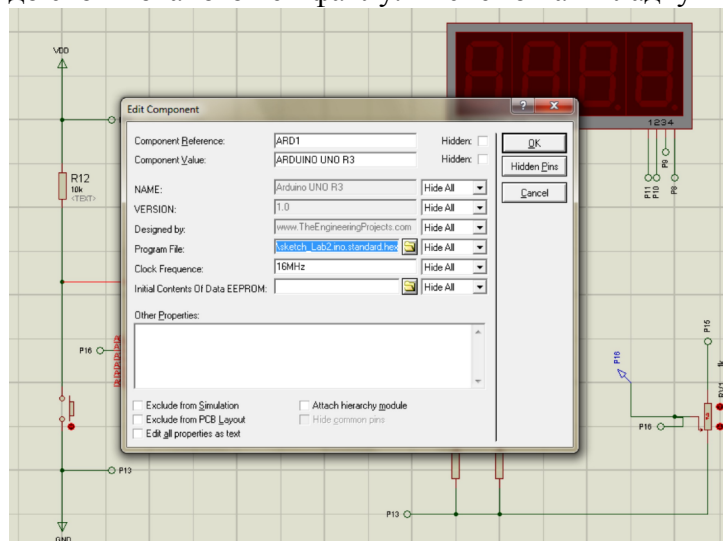 VDD
1234
P9
P11
P10
P8
R12
10k
<TEXT>
Edit Component
Component Reference:
ARD1
Hidden:
OK
Component Value:
ARDUINO UNO R3
Hidden:
Hidden Pins
NAME:
Arduino UNO R3
Hide All
Cancel
VERSION:
1.0
Hide All
Designed by:
www.TheEngineeringProjects.com
Hide All
Program File:
\sketch_Lab2.ino.standard.hex
Hide All
Clock Frequence:
16MHz
Hide All
Initial Contents Of Data EEPROM:
Hide All
Other Properties:
P16
P15
P16
P16
Exclude from Simulation
Attach hierarchy module
Exclude from PCB Layout
Hide common pins
Edit all properties as text
P13
P13
GND